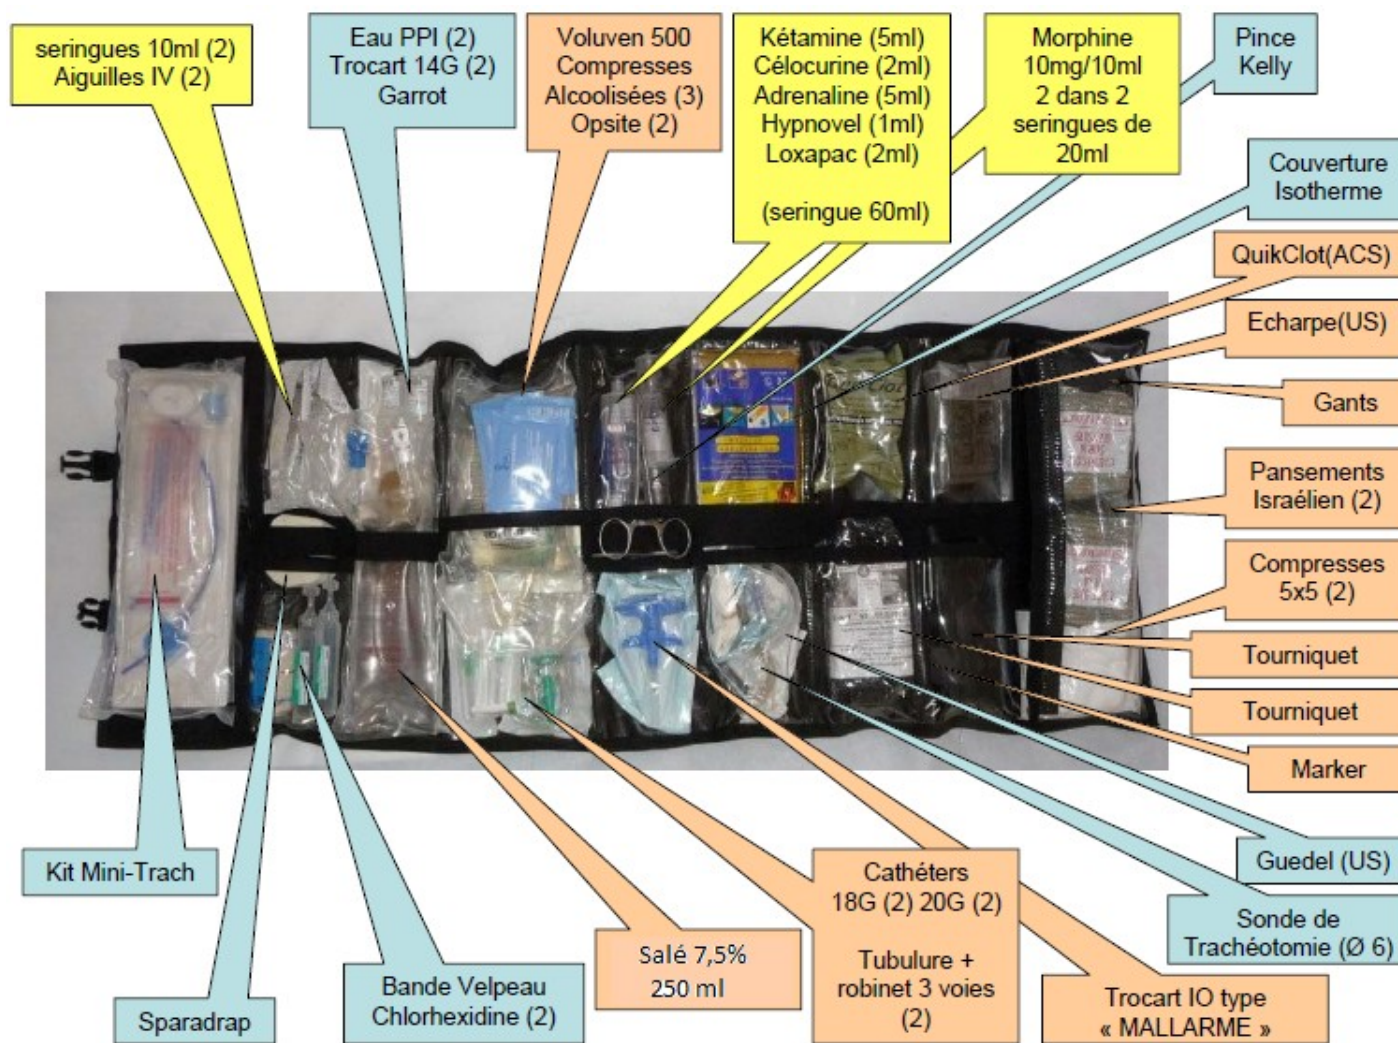 seringues 10ml (2)
Aiguilles IV (2)
Eau PPI (2)
Trocart 14G (2)
Garrot
Voluven 500
Compresses
Alcoolisées (3)
Opsite (2)
Kétamine (5ml)
Célocurine (2ml)
Adrenaline (5ml)
Hypnovel (1ml)
Loxapac (2ml)
(seringue 60ml)
Morphine
10mg/10ml
2 dans 2
seringues de
20ml
Pince
Kelly
Couverture
Isotherme
QuikClot(ACS)
Echarpe(US)
Gants
Pansements
Israélien (2)
Compresses
5x5 (2)
Tourniquet
Tourniquet
Marker
Guedel (US)
Sonde de
Trachéotomie (Ø 6)
Trocart IO type
« MALLARME »
Cathéters
18G (2) 20G (2)
Tubulure +
robinet 3 voies
(2)
Salé 7,5%
250 ml
Bande Velpeau
Chlorhexidine (2)
Sparadrap
Kit Mini-Trach